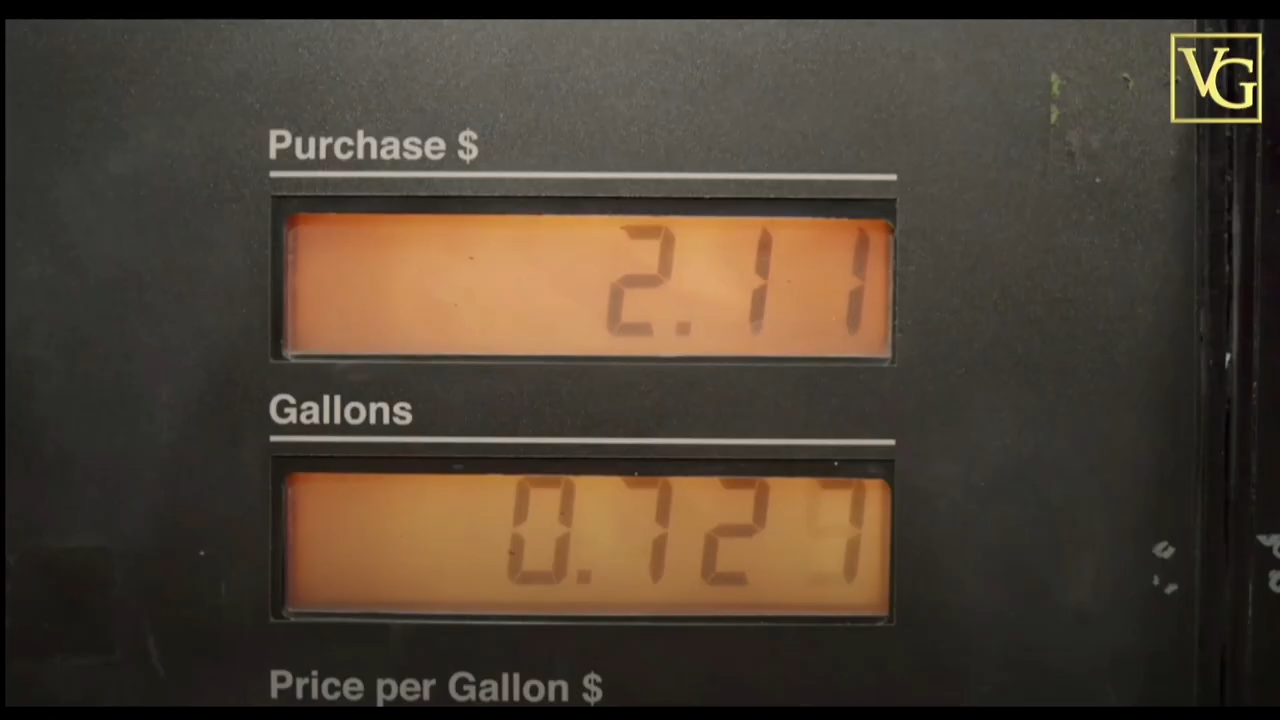 VG
Purchase $
2.11
Gallons
0.727
Price per Gallon $